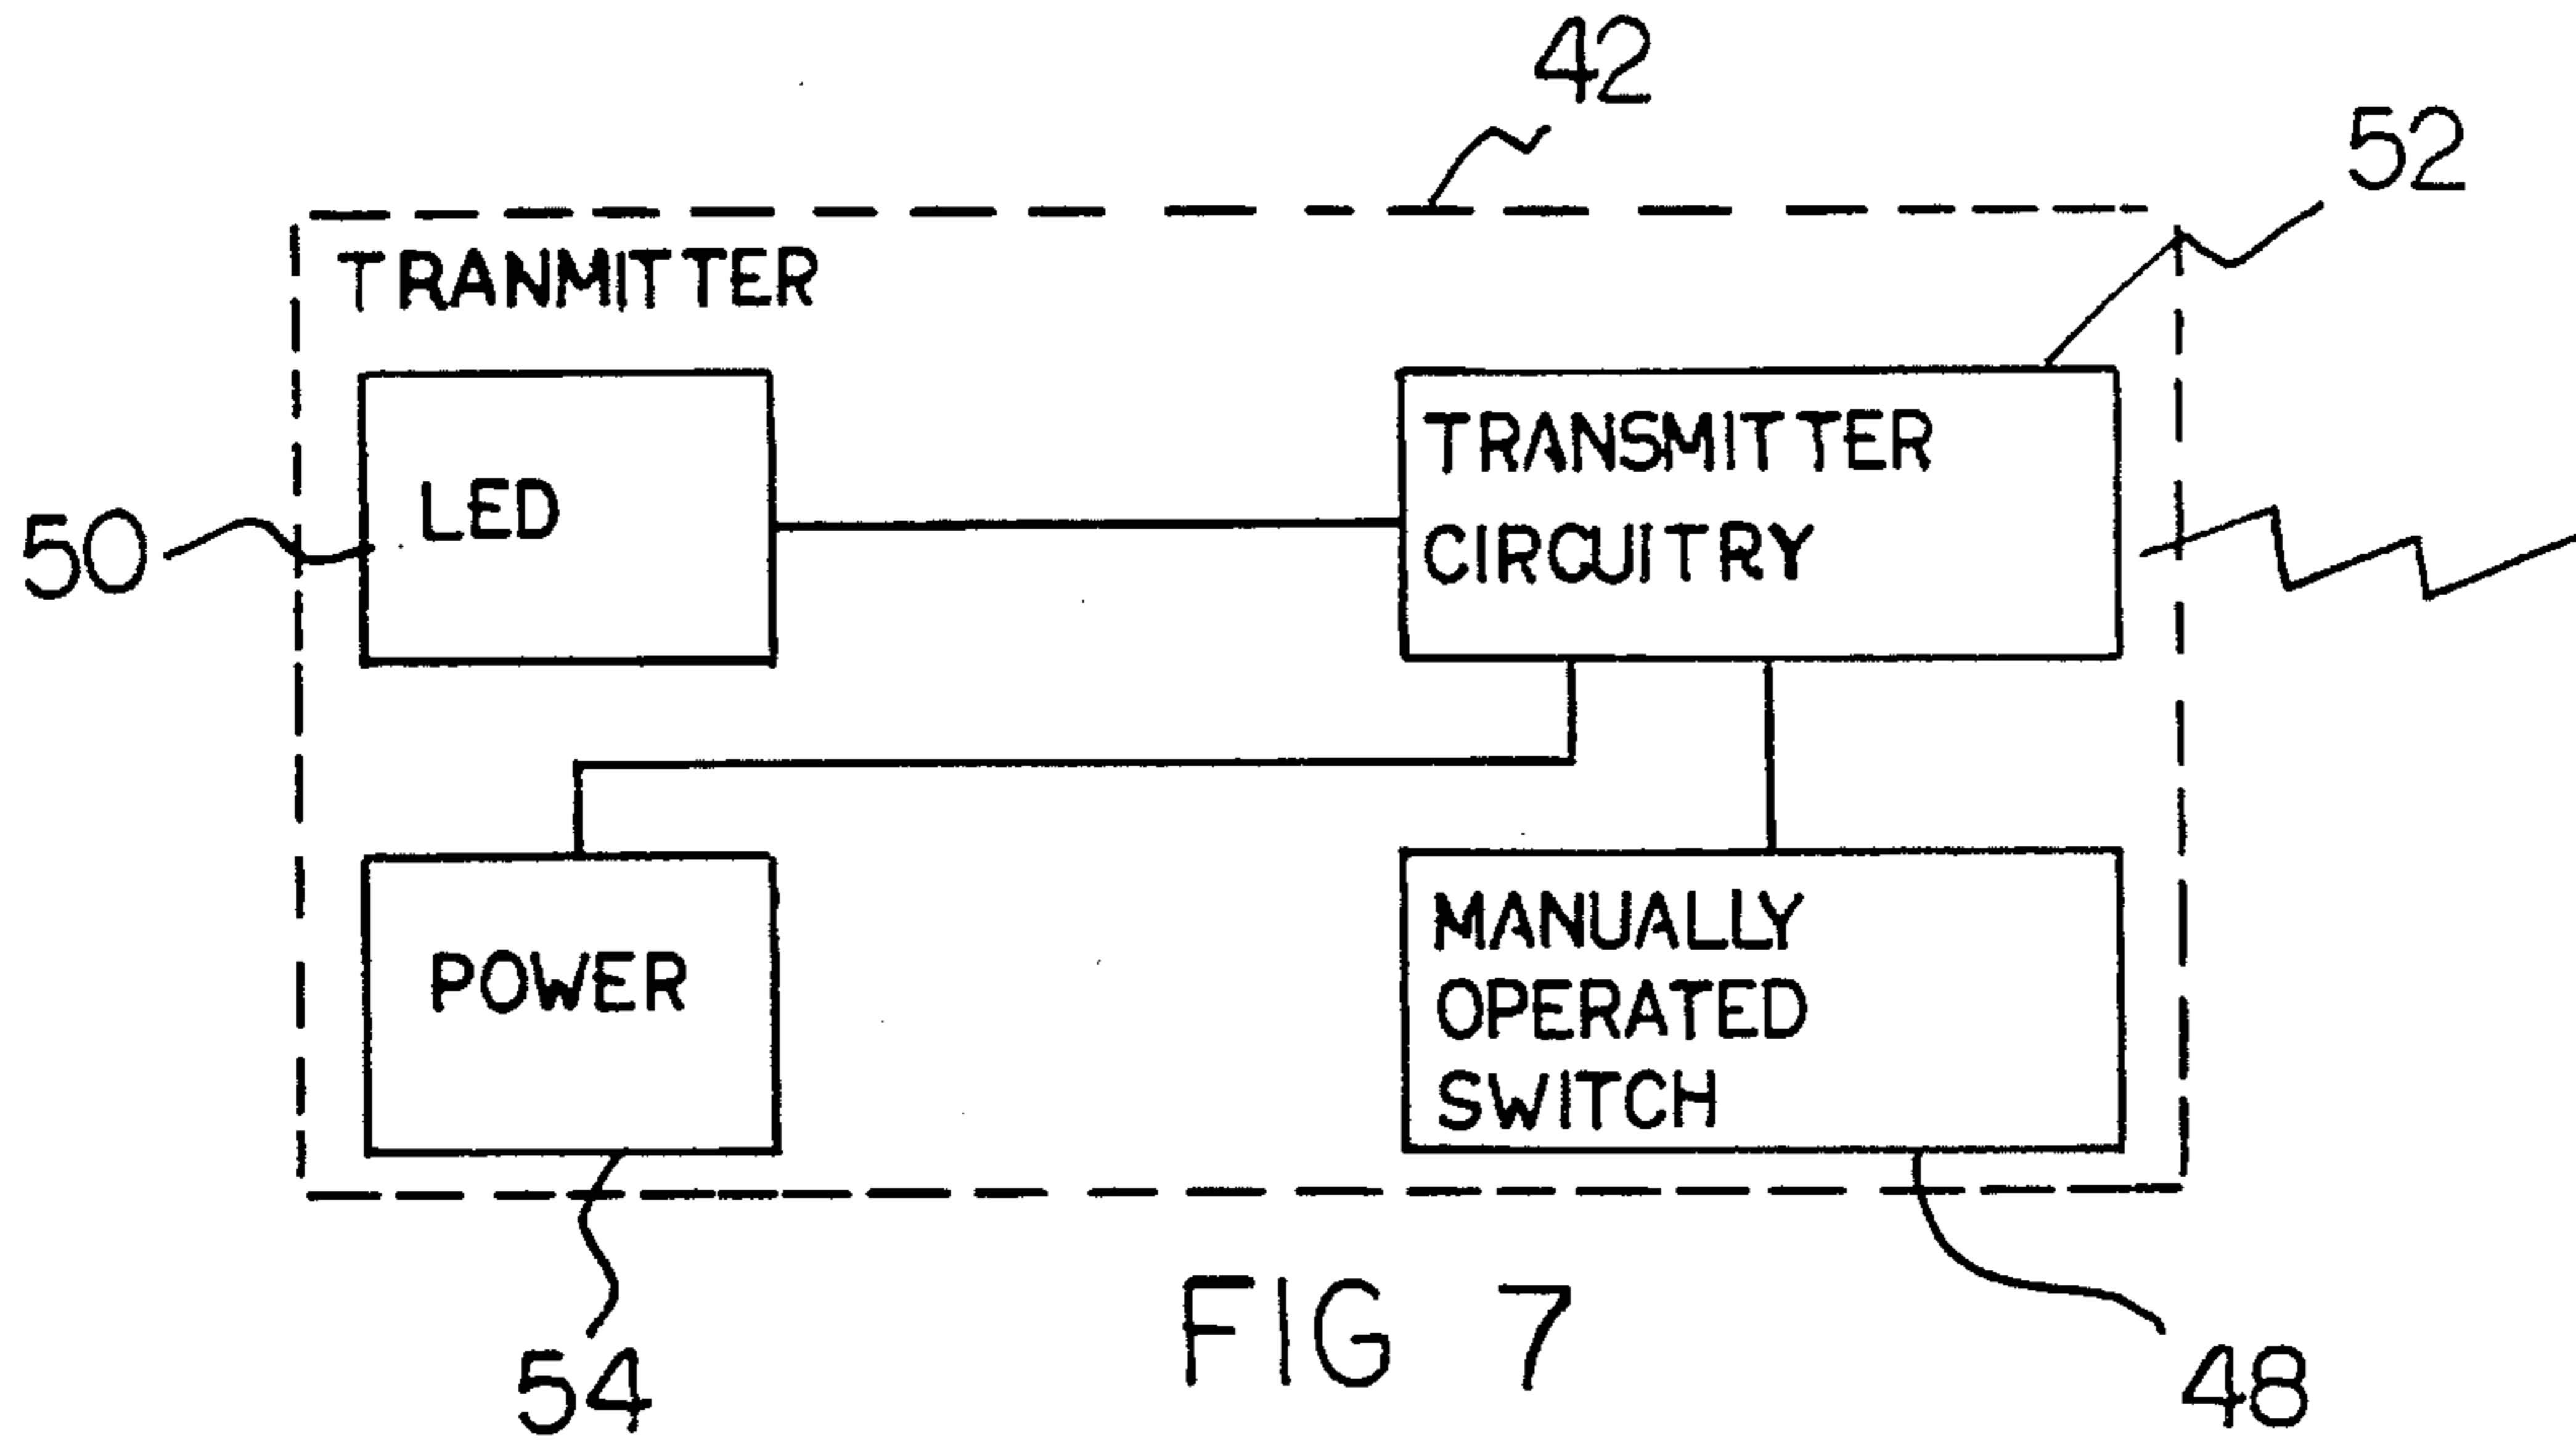 42
52
TRANMITTER
LED
TRANSMITTER
CIRCUITRY
50
POWER
MANUALLY
OPERATED
SWITCH
54
FIG 7
48